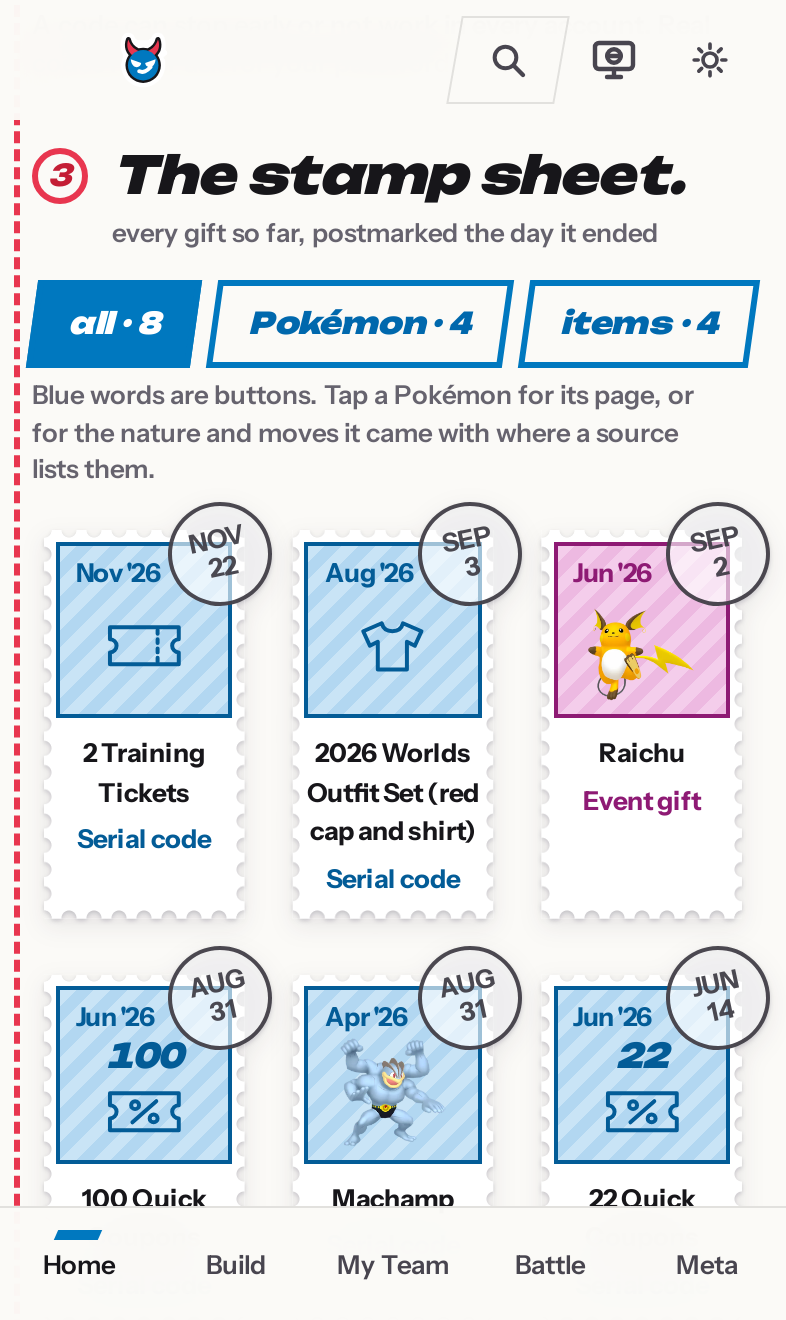 3 The stamp sheet.
every gift so far, postmarked the day it ended
all · 8
Pokémon · 4
items · 4
Blue words are buttons. Tap a Pokémon for its page, or
for the nature and moves it came with where a source
lists them.
Nov '26
NOV
22
2 Training
Tickets
Serial code
Aug '26
SEP
3
2026 Worlds
Outfit Set (red
cap and shirt)
Serial code
Jun '26
SEP
2
Raichu
Event gift
Jun '26
AUG
31
100
%
100 Quick
Apr '26
AUG
31
Machamp
Jun '26
JUN
14
22
%
22 Quick
Home
Build
My Team
Battle
Meta